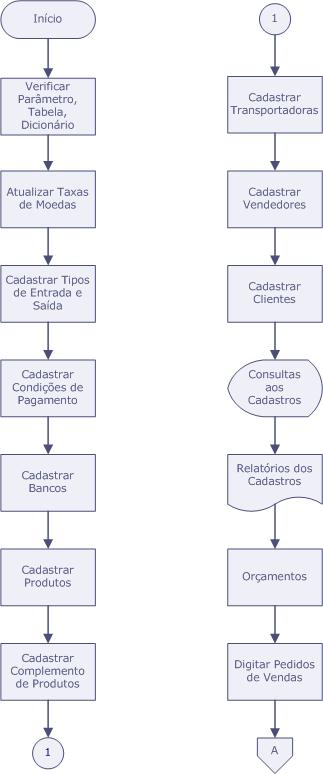 Início
Verificar
Parâmetro,
Tabela,
Dicionário
Atualizar Taxas
de Moedas
Cadastrar Tipos
de Entrada e
Saída
Cadastrar
Condições de
Pagamento
Cadastrar
Bancos
Cadastrar
Produtos
Cadastrar
Complemento
de Produtos
1
1
Cadastrar
Transportadoras
Cadastrar
Vendedores
Cadastrar
Clientes
Consultas
aos
Cadastros
Relatórios dos
Cadastros
Orçamentos
Digitar Pedidos
de Vendas
A